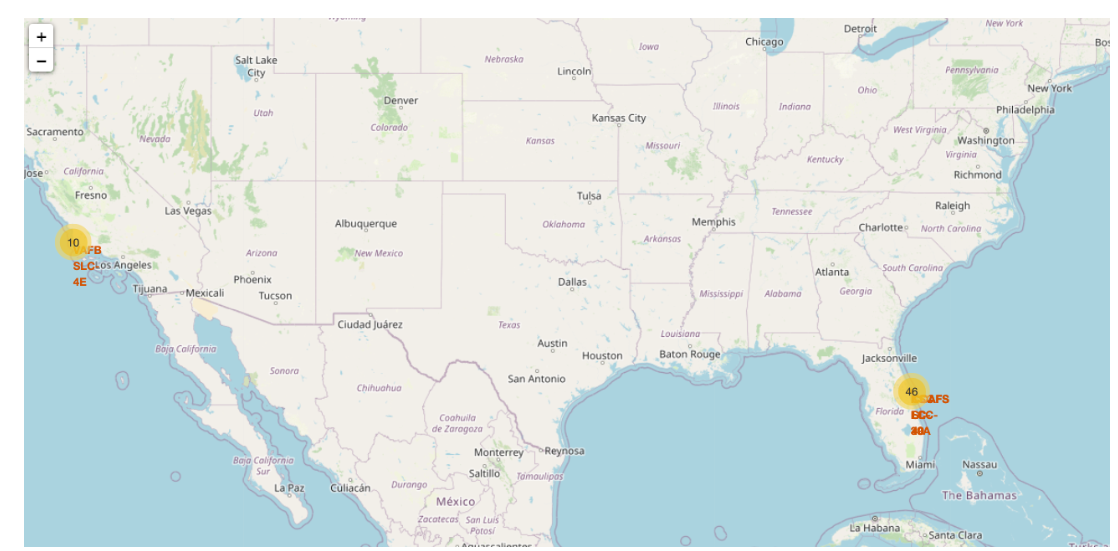 +
−
Wyoming
Detroit
New York
Chicago
Iowa
Salt Lake
City
Nebraska
Lincoln
Pennsylvania
New York
Denver
Utah
Illinois
Indiana
Ohio
Philadelphia
Kansas City
Sacramento
Nevada
Colorado
Kansas
Missouri
West Virginia
Washington
Virginia
Jose
California
Kentucky
Richmond
Fresno
Las Vegas
Tulsa
Raleigh
Albuquerque
Oklahoma
Memphis
Tennessee
Charlotte
North Carolina
10
AFB
Arizona
New Mexico
Arkansas
SLC-
Los Angeles
Atlanta
South Carolina
4E
Phoenix
Dallas
Tijuana
Mexicali
Tucson
Mississippi
Alabama
Georgia
Ciudad Juárez
Texas
Louisiana
Austin
Baja California
Houston
Baton Rouge
Jacksonville
Sonora
San Antonio
Chihuahua
46
AFS
Florida
Coahuila
de Zaragoza
Monterrey
Reynosa
Baja California
Sur
Saltillo
Tamaulipas
Miami
Nassau
La Paz
Culiacán
Durango
México
The Bahamas
Zacatecas
San Luis
Potosí
La Habana
Santa Clara
Aguascalientes